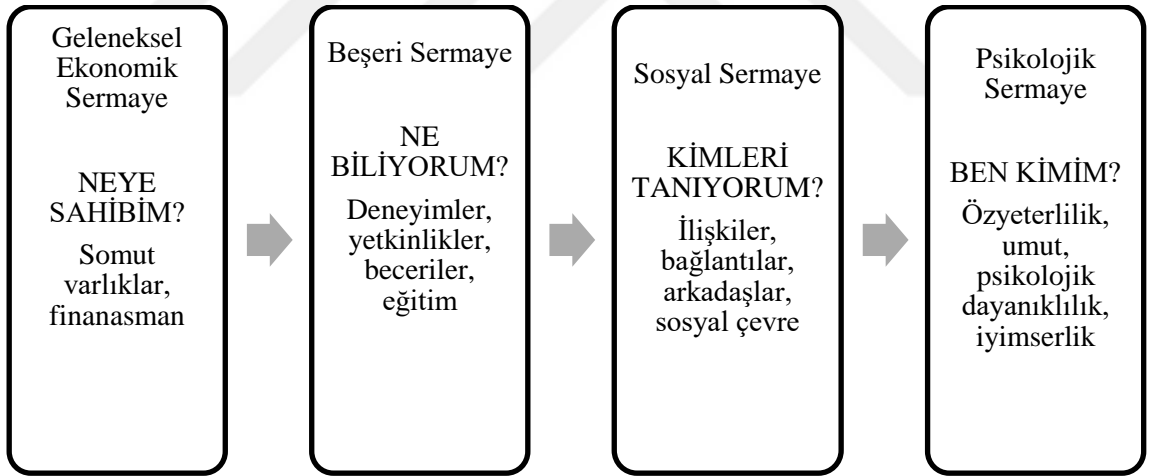 Geleneksel
Ekonomik
Sermaye
NEYE
SAHİBİM?
Somut
varlıklar,
finanasman
Beşeri Sermaye
NE
BİLİYORUM?
Deneyimler,
yetkinlikler,
beceriler,
eğitim
Sosyal Sermaye
KİMLERİ
TANIYORUM?
İlişkiler,
bağlantılar,
arkadaşlar,
sosyal çevre
Psikolojik
Sermaye
BEN KİMİM?
Özyeterlilik,
umut,
psikolojik
dayanıklılık,
iyimserlik